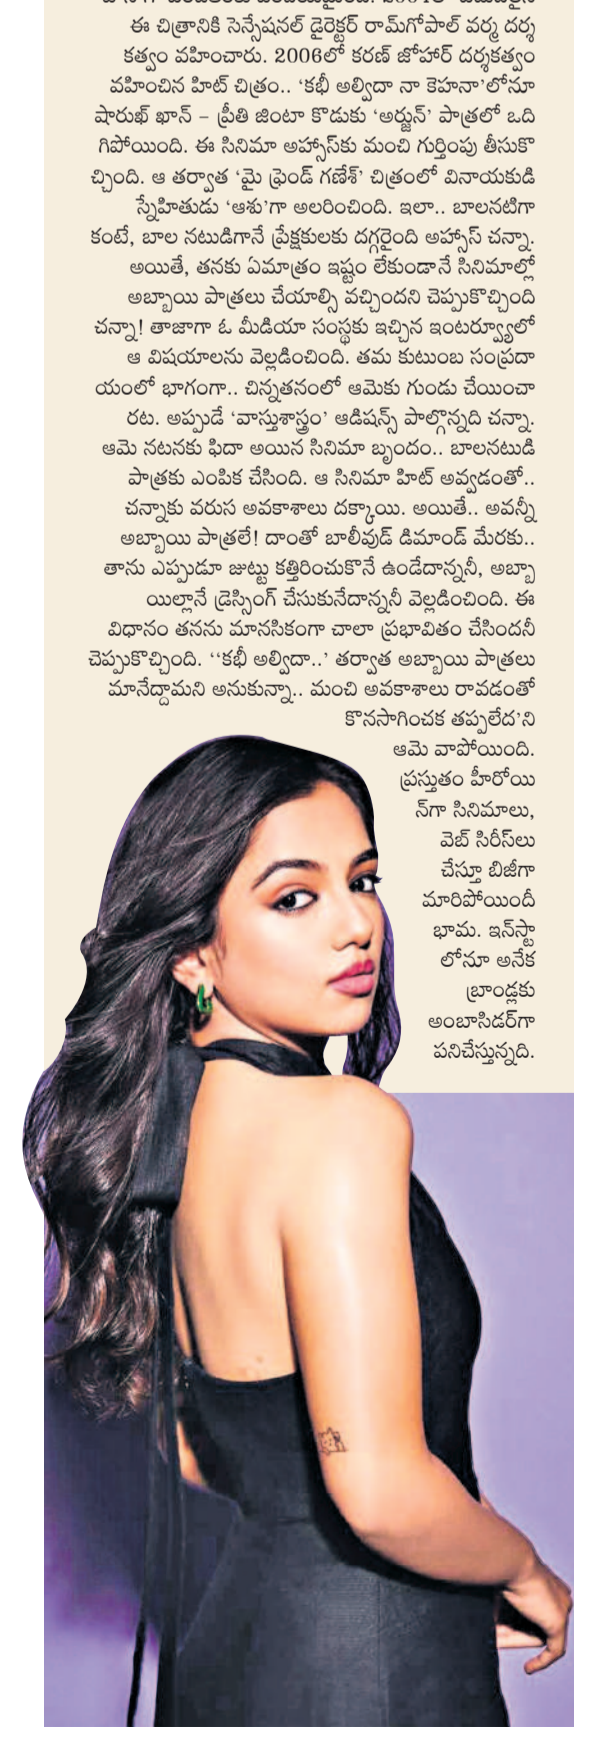 ఈ చిత్రానికి సెన్సేషనల్ డైరెక్టర్ రామ్‌గోపాల్ వర్మ దర్శ
కత్వం వహించారు. 2006లో కరణ్ జోహార్ దర్శకత్వం
వహించిన హిట్ చిత్రం.. ‘కభీ అల్విదా నా కెహనా’లోనూ
షారుఖ్ ఖాన్ – ప్రీతి జింటా కొడుకు ‘అర్జున్’ పాత్రలో ఒది
గిపోయింది. ఈ సినిమా అహ్సాస్‌కు మంచి గుర్తింపు తీసుకొ
చ్చింది. ఆ తర్వాత ‘మై ఫ్రెండ్ గణేశ్’ చిత్రంలో వినాయకుడి
స్నేహితుడు ‘ఆశు’గా అలరించింది. ఇలా.. బాలనటిగా
కంటే, బాల నటుడిగానే ప్రేక్షకులకు దగ్గరైంది అహ్సాస్ చన్నా.
అయితే, తనకు ఏమాత్రం ఇష్టం లేకుండానే సినిమాల్లో
అబ్బాయి పాత్రలు చేయాల్సి వచ్చిందని చెప్పుకొచ్చింది
చన్నా! తాజాగా ఓ మీడియా సంస్థకు ఇచ్చిన ఇంటర్వ్యూలో
ఆ విషయాలను వెల్లడించింది. తమ కుటుంబ సంప్రదా
యంలో భాగంగా.. చిన్నతనంలో ఆమెకు గుండు చేయించా
రట. అప్పుడే ‘వాస్తుశాస్త్రం’ ఆడిషన్స్ పాల్గొన్నది చన్నా.
ఆమె నటనకు ఫిదా అయిన సినిమా బృందం.. బాలనటుడి
పాత్రకు ఎంపిక చేసింది. ఆ సినిమా హిట్ అవ్వడంతో..
చన్నాకు వరుస అవకాశాలు దక్కాయి. అయితే.. అవన్నీ
అబ్బాయి పాత్రలే! దాంతో బాలీవుడ్ డిమాండ్ మేరకు..
తాను ఎప్పుడూ జుట్టు కత్తిరించుకొనే ఉండేదాన్ననీ, అబ్బా
యిల్లానే డ్రెస్సింగ్ చేసుకునేదాన్ననీ వెల్లడించింది. ఈ
విధానం తనను మానసికంగా చాలా ప్రభావితం చేసిందనీ
చెప్పుకొచ్చింది. ‘‘కభీ అల్విదా..’ తర్వాత అబ్బాయి పాత్రలు
మానేద్దామని అనుకున్నా.. మంచి అవకాశాలు రావడంతో
కొనసాగించక తప్పలేద’ని
ఆమె వాపోయింది.
ప్రస్తుతం హీరోయి
న్‌గా సినిమాలు,
వెబ్ సిరీస్‌లు
చేస్తూ బిజీగా
మారిపోయిందీ
భామ. ఇన్‌స్టా
లోనూ అనేక
బ్రాండ్లకు
అంబాసిడర్‌గా
పనిచేస్తున్నది.